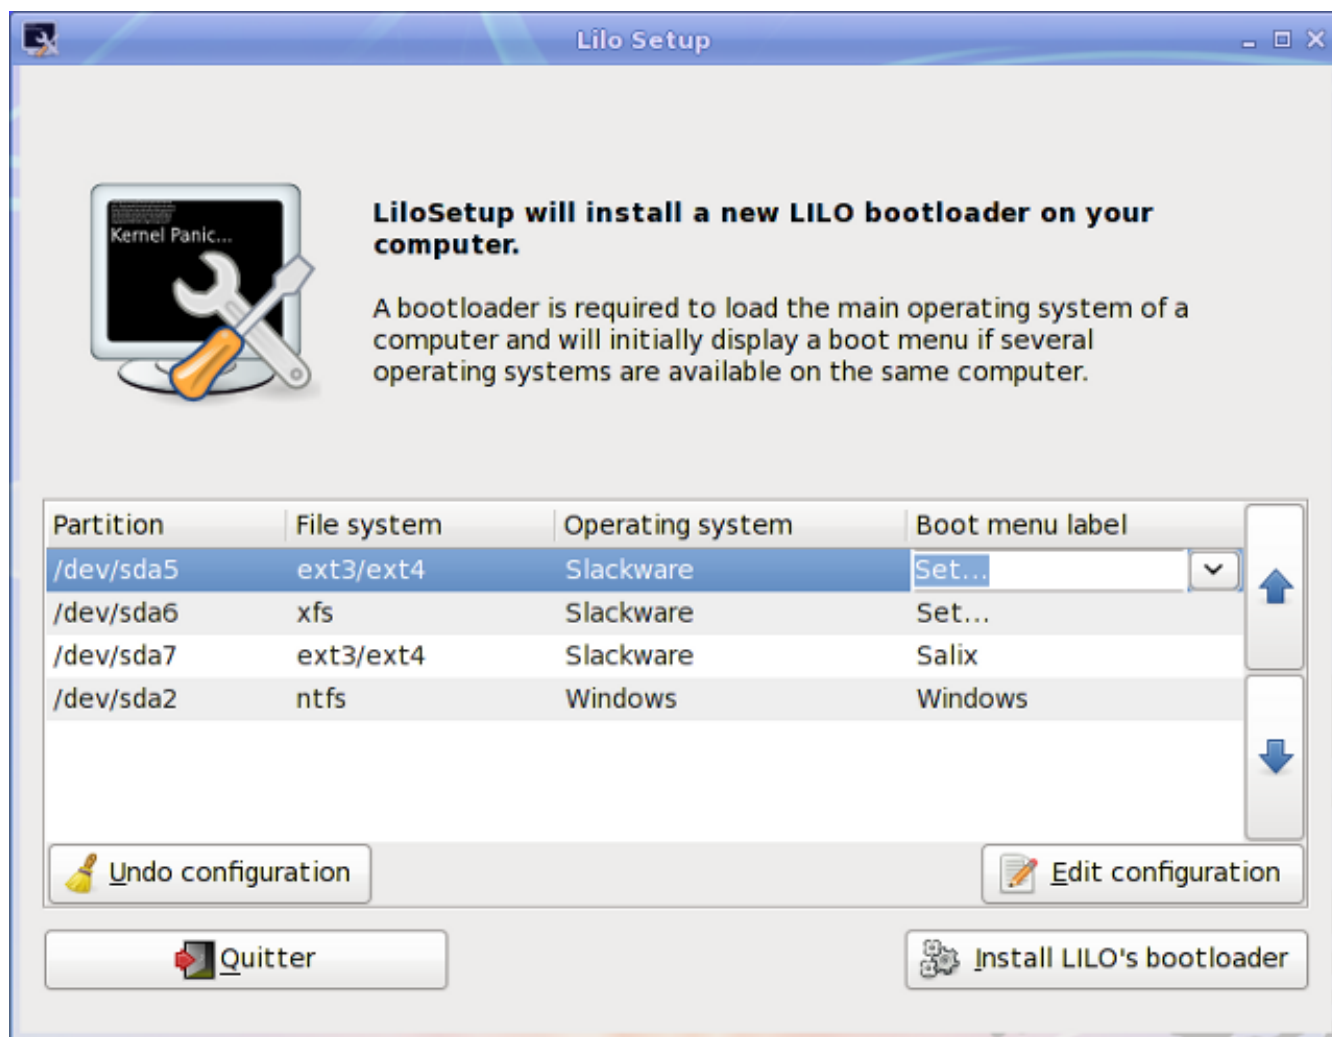 Lilo Setup
Kernel Panic...
LiloSetup will install a new LILO bootloader on your
computer.
A bootloader is required to load the main operating system of a
computer and will initially display a boot menu if several
operating systems are available on the same computer.
Partition File system Operating system Boot menu label
/dev/sda5 ext3/ext4 Slackware Set...
/dev/sda6 xfs Slackware Set...
/dev/sda7 ext3/ext4 Slackware Salix
/dev/sda2 ntfs Windows Windows
Undo configuration Edit configuration
Quitter Install LILO's bootloader